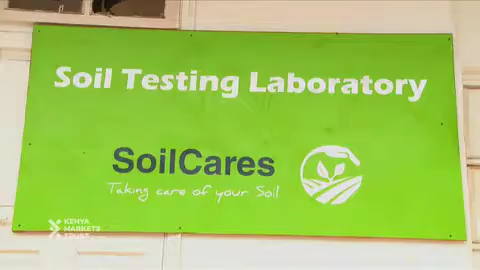 Soil Testing Laboratory
SoilCares
Taking care of your Soil
KENYA
MARKETS
TRUST